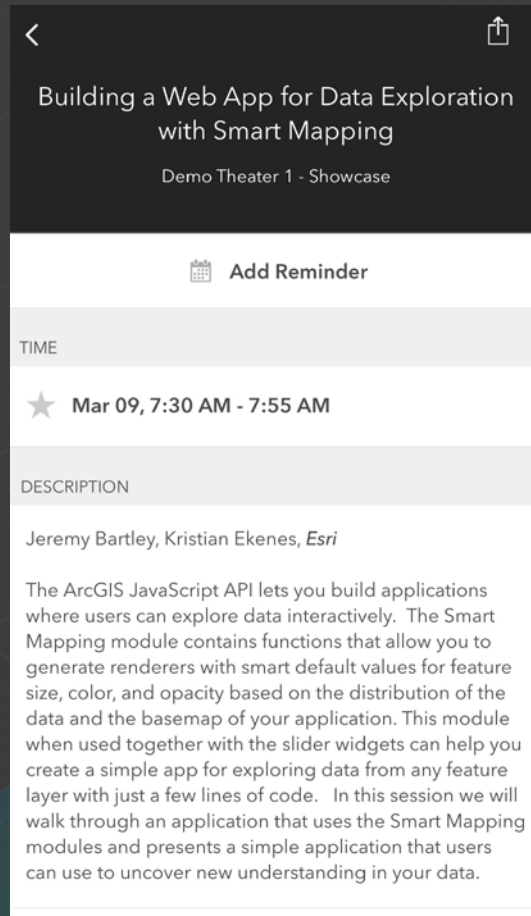 Building a Web App for Data Exploration
with Smart Mapping
Demo Theater 1 - Showcase
Add Reminder
TIME
Mar 09, 7:30 AM - 7:55 AM
DESCRIPTION
Jeremy Bartley, Kristian Ekenes, Esri
The ArcGIS JavaScript API lets you build applications
where users can explore data interactively.  The Smart
Mapping module contains functions that allow you to
generate renderers with smart default values for feature
size, color, and opacity based on the distribution of the
data and the basemap of your application. This module
when used together with the slider widgets can help you
create a simple app for exploring data from any feature
layer with just a few lines of code.   In this session we will
walk through an application that uses the Smart Mapping
modules and presents a simple application that users
can use to uncover new understanding in your data.